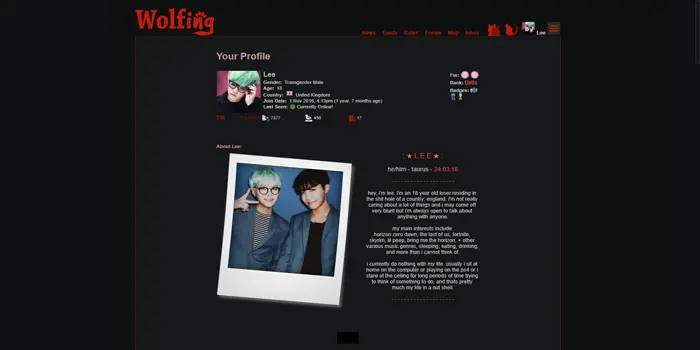 Wolfing
News Guide Rules Forum Map Inbox Lee
Your Profile
Lee
Gender: Transgender Male
Age: 18
Country: United Kingdom
Join Date: 1 Nov 2016, 4:13pm (1 year, 7 months ago)
Last Seen: Currently Online!
Fur:
Rank: Delta
Badges:
7377
450
17
About Lee:
: ★ L E E ★ :
he/him - taurus - 24.03.18
hey, i'm lee. i'm an 18 year old loser residing in
the shit hole of a country: england. i'm not really
caring about a lot of things and i may come off
very blunt but i'm always open to talk about
anything with anyone.
my main interests include:
horizon zero dawn, the last of us, fortnite,
skyrim, lil peep, bring me the horizon, + other
various music genres, sleeping, eating, drinking,
and more than i cannot think of.
i currently do nothing with my life. usually i sit at
home on the computer or playing on the ps4 or i
stare at the ceiling for long periods of time trying
to think of something to do, and thats pretty
much my life in a nut shell.